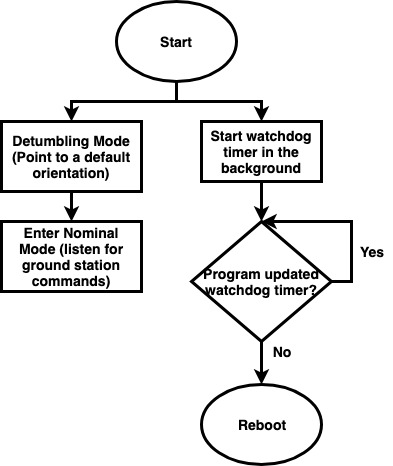 Start
Detumbling Mode
(Point to a default
orientation)
Start watchdog
timer in the
background
Enter Nominal
Mode (listen for
ground station
commands)
Program updated
watchdog timer?
Yes
No
Reboot